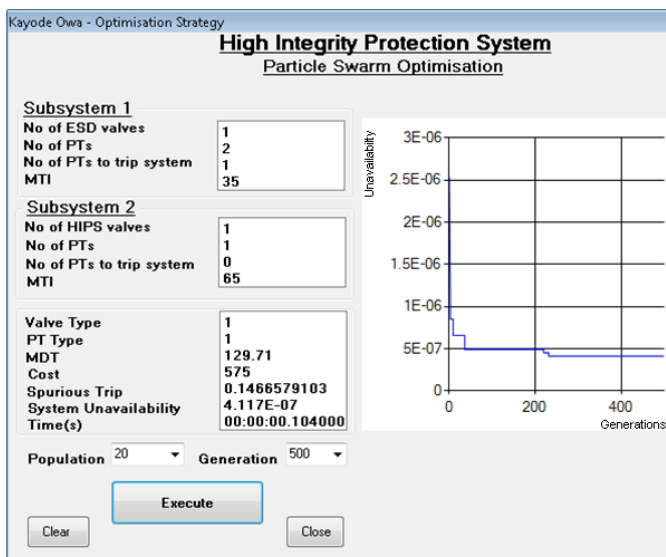 Kayode Owa - Optimisation Strategy
High Integrity Protection System
Particle Swarm Optimisation
Subsystem 1
No of ESD valves 1
No of PTs 2
No of PTs to trip system 1
MTI 35
Subsystem 2
No of HIPS valves 1
No of PTs 1
No of PTs to trip system 0
MTI 65
Valve Type 1
PT Type 1
MDT 129.71
Cost 575
Spurious Trip 0.1466579103
System Unavailability 4.117E-07
Time(s) 00:00:00.104000
Population 20 Generation 500
Execute
Clear Close
Unavailability
3E-06
2.5E-06
2E-06
1.5E-06
1E-06
5E-07
0
0 200 400
Generations